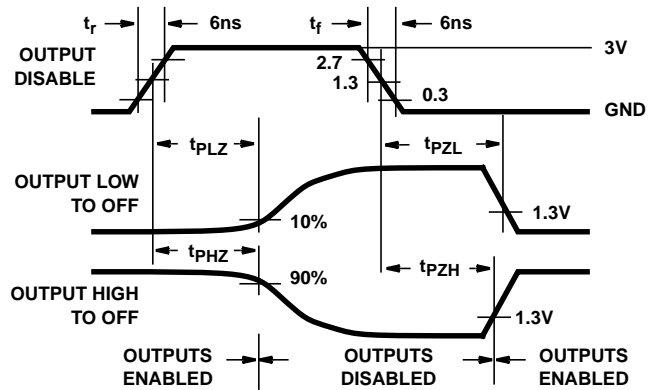 tr
6ns
tf
6ns
OUTPUT
DISABLE
3V
2.7
1.3
0.3
GND
tPLZ
tPZL
OUTPUT LOW
TO OFF
10%
1.3V
tPHZ
tPZH
90%
OUTPUT HIGH
TO OFF
1.3V
OUTPUTS
ENABLED
OUTPUTS
DISABLED
OUTPUTS
ENABLED